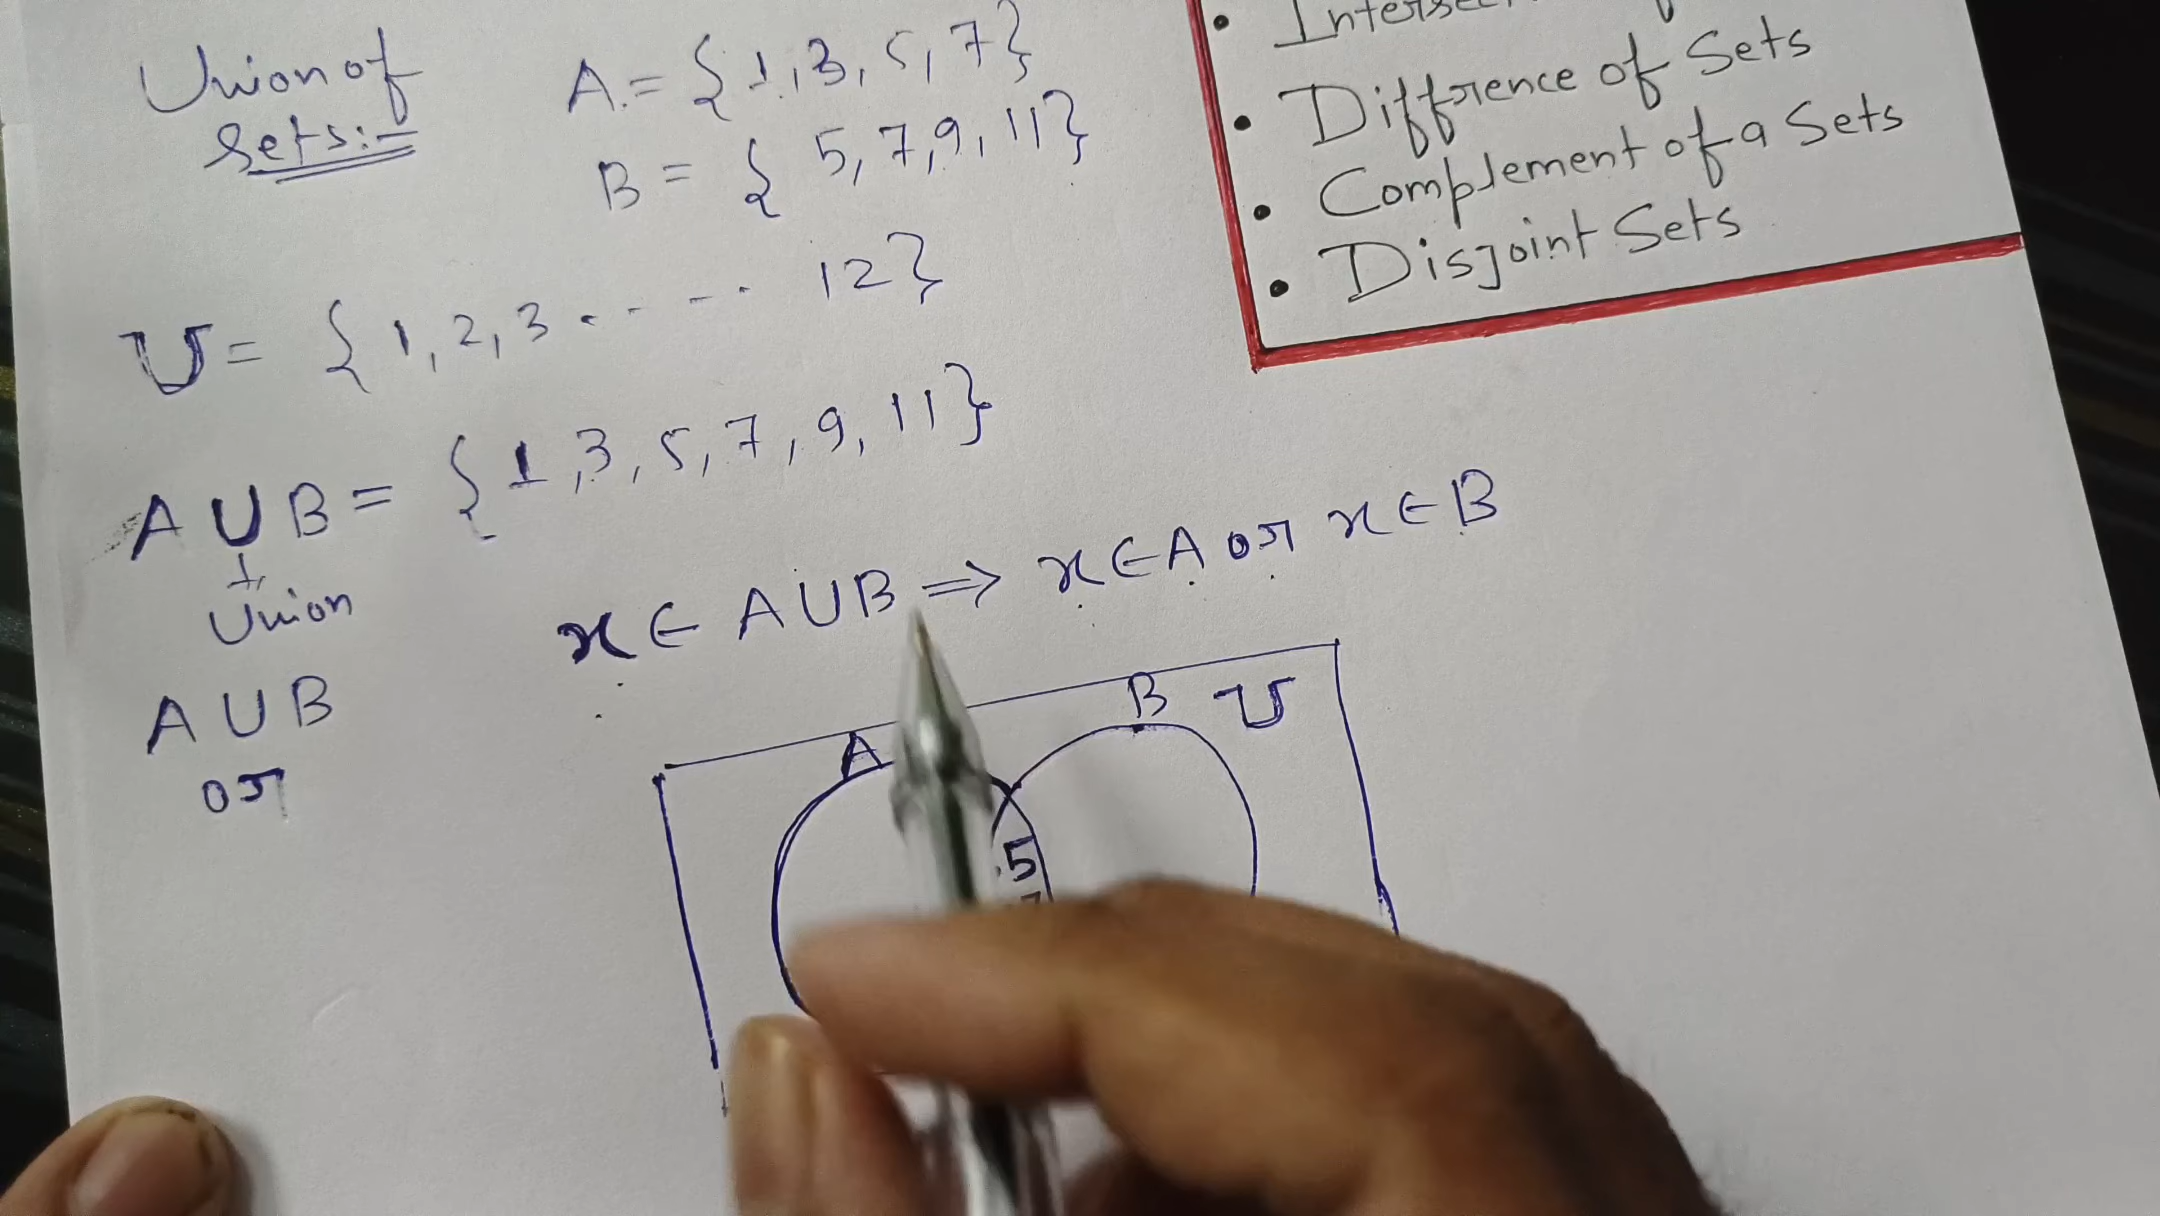 Union of
Sets:-
A = {1, 3, 5, 7}
B = { 5, 7, 9, 11}
U = {1, 2, 3 - - - - 12}
A U B = {1, 3, 5, 7, 9, 11}
Union
A U B
or
x ∈ A U B ⇒ x ∈ A or x ∈ B
A
B
U
.5
• Difference of Sets
• Complement of a Sets
• Disjoint Sets